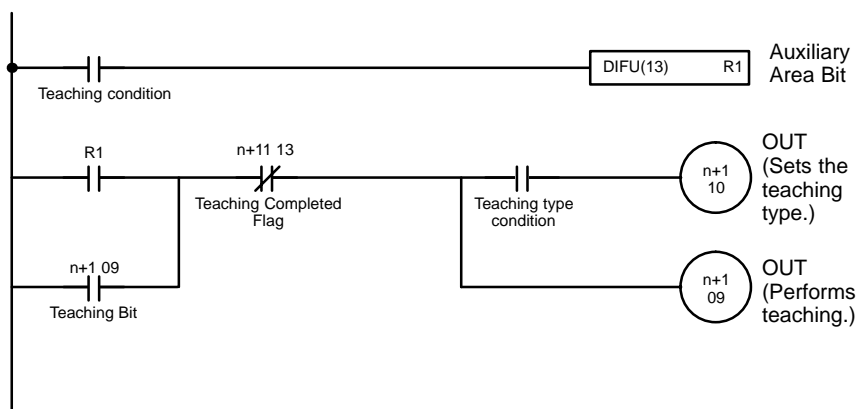 DIFU(13) R1
Auxiliary
Area Bit
Teaching condition
R1
n+11 13
Teaching Completed
Flag
Teaching type
condition
n+1
10
OUT
(Sets the
teaching
type.)
n+1 09
Teaching Bit
n+1
09
OUT
(Performs
teaching.)